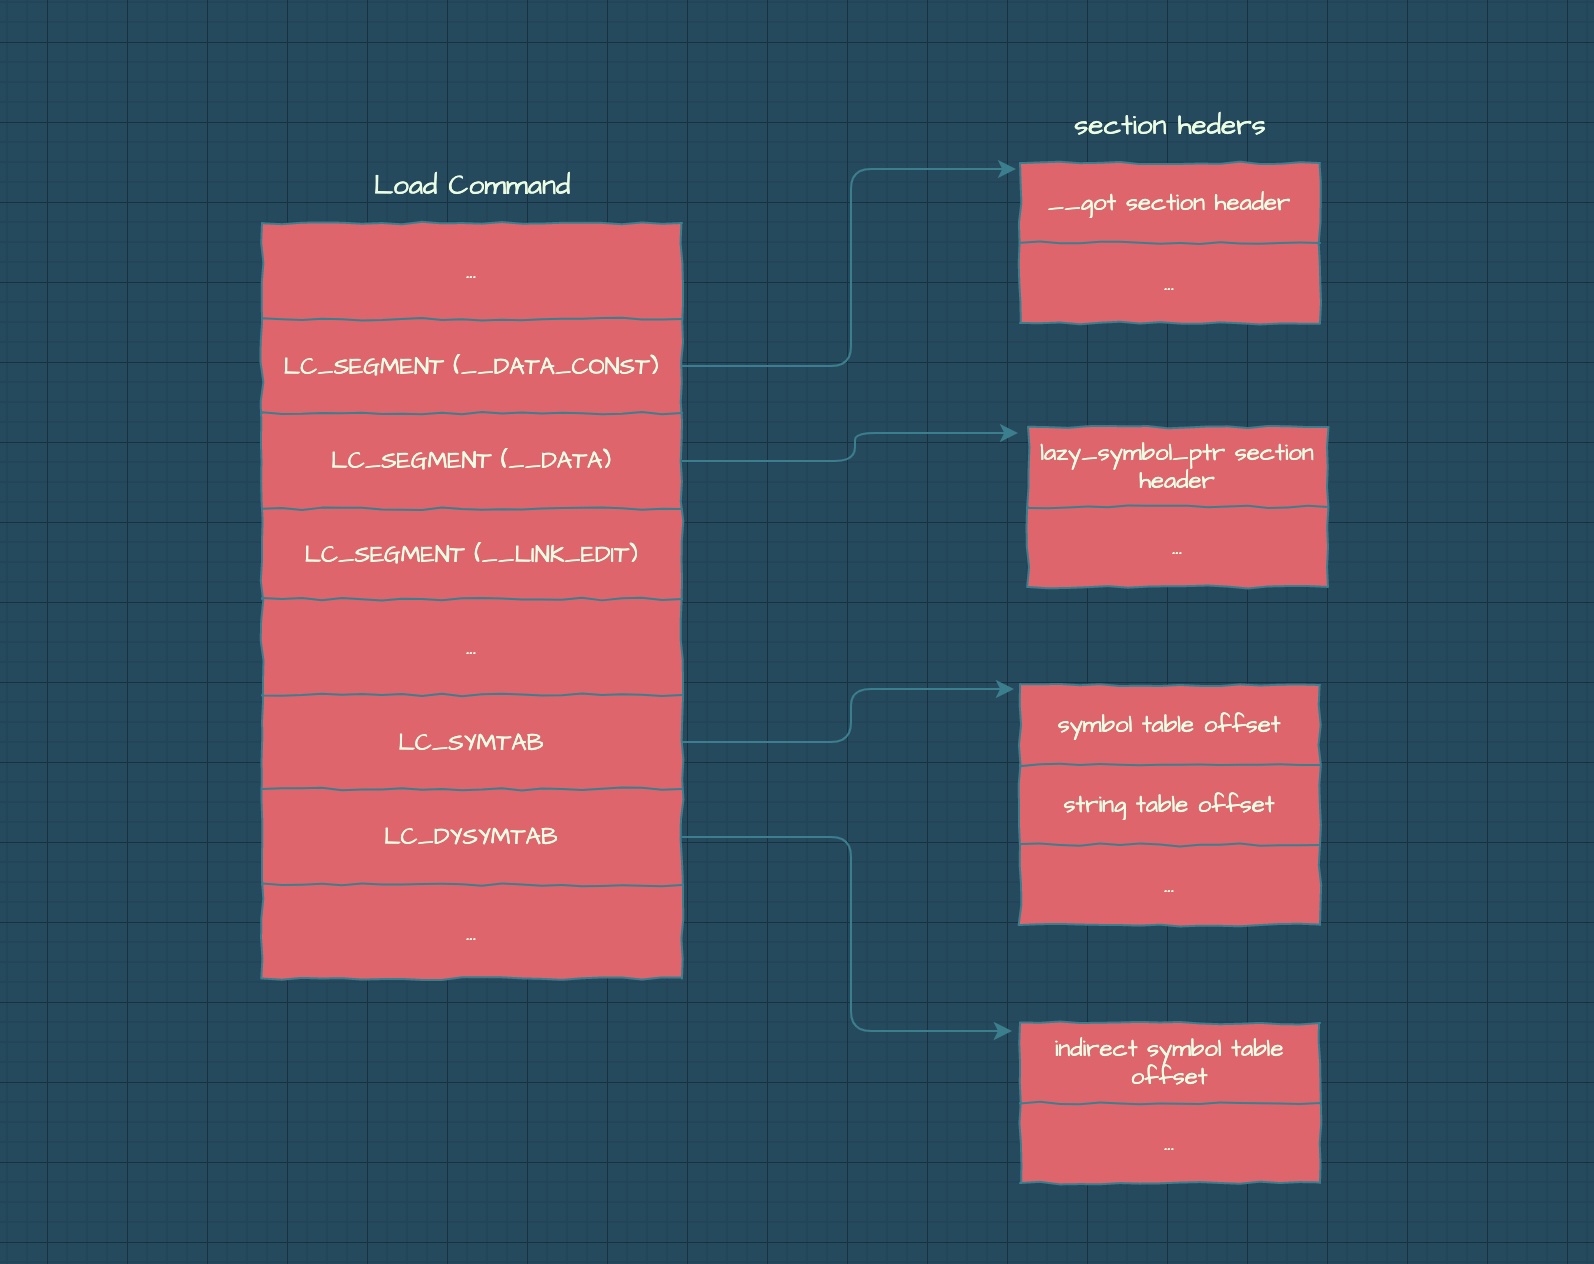 Load Command
...
LC_SEGMENT (__DATA_CONST)
LC_SEGMENT (__DATA)
LC_SEGMENT (__LINK_EDIT)
...
LC_SYMTAB
LC_DYSYMTAB
...
section heders
__got section header
...
lazy_symbol_ptr section
header
...
symbol table offset
string table offset
...
indirect symbol table
offset
...